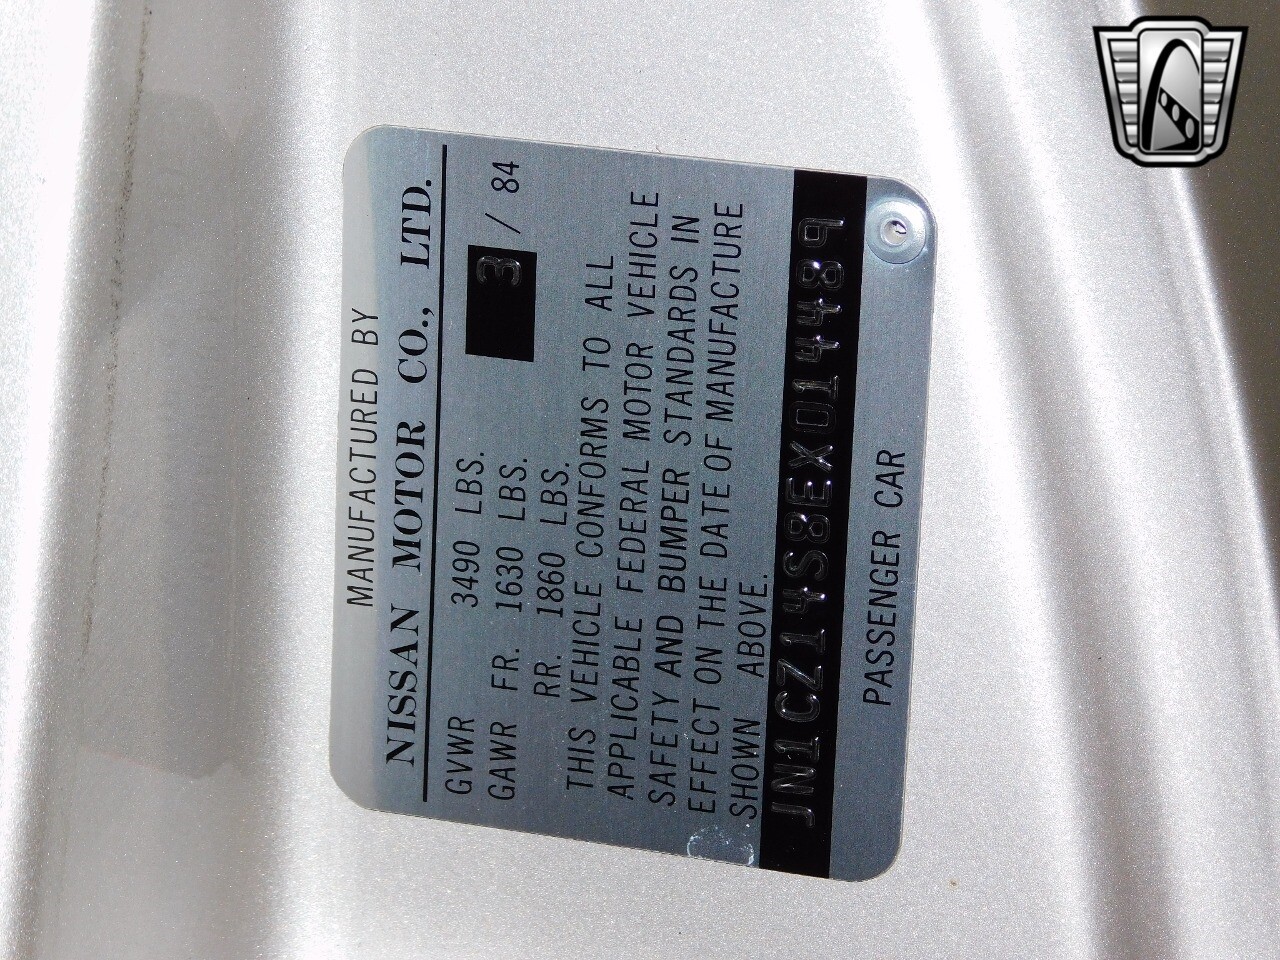 MANUFACTURED BY
NISSAN MOTOR CO., LTD.
3 / 84
GVWR 3490 LBS.
GAWR FR. 1630 LBS.
RR. 1860 LBS.
THIS VEHICLE CONFORMS TO ALL
APPLICABLE FEDERAL MOTOR VEHICLE
SAFETY AND BUMPER STANDARDS IN
EFFECT ON THE DATE OF MANUFACTURE
SHOWN ABOVE.
JN1CZ14S8EX014489
PASSENGER CAR